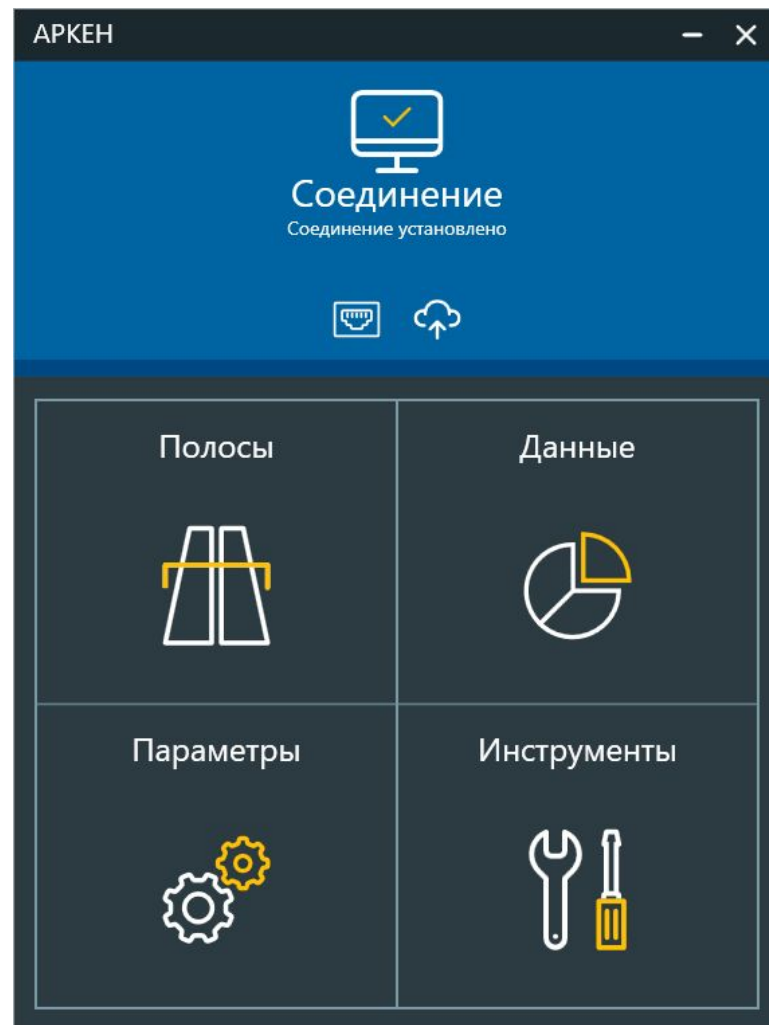 АРКЕН
Соединение
Соединение установлено
Полосы
Данные
Параметры
Инструменты